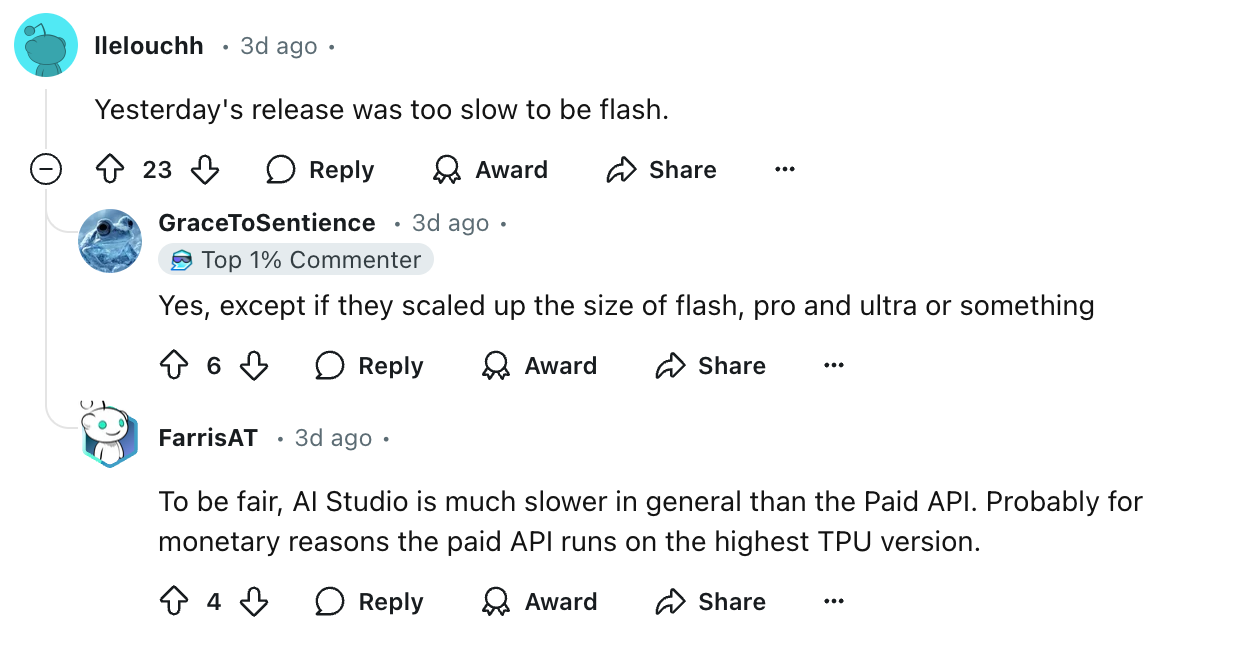 llelouchh • 3d ago •
Yesterday's release was too slow to be flash.
23 Reply Award Share ...
GraceToSentience • 3d ago •
Top 1% Commenter
Yes, except if they scaled up the size of flash, pro and ultra or something
6 Reply Award Share ...
FarrisAT • 3d ago •
To be fair, AI Studio is much slower in general than the Paid API. Probably for
monetary reasons the paid API runs on the highest TPU version.
4 Reply Award Share ...